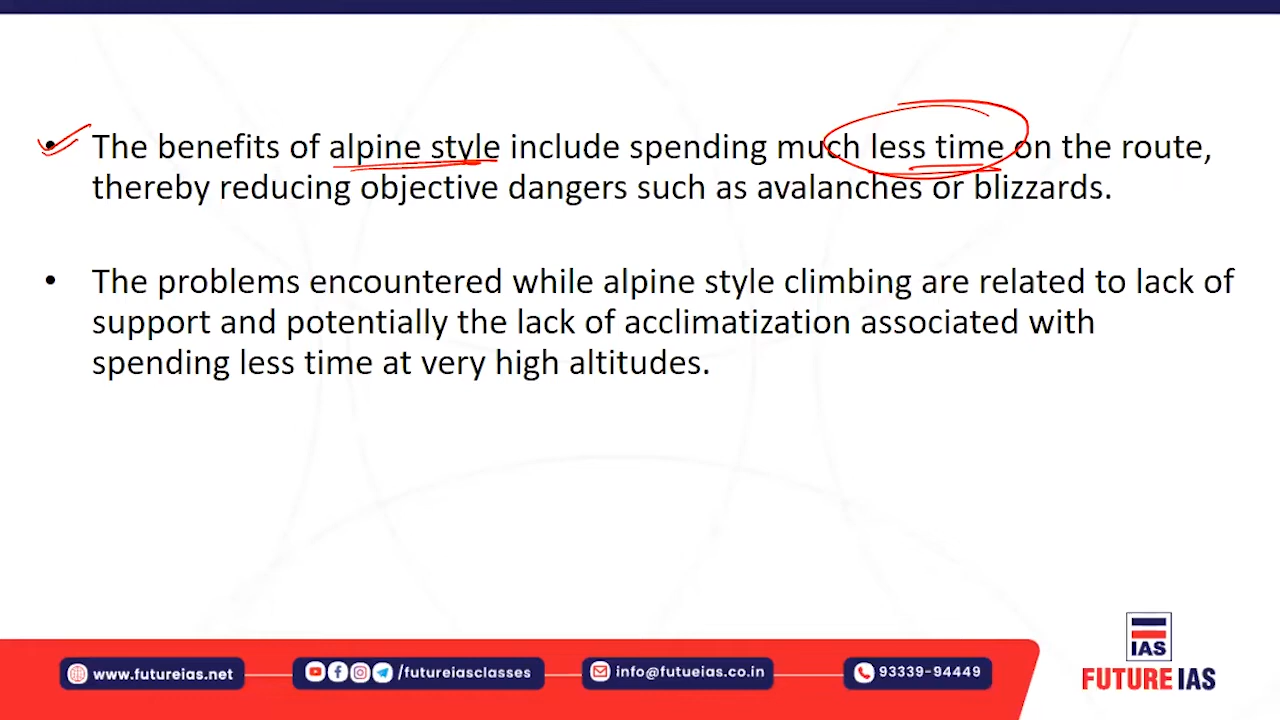 • The benefits of alpine style include spending much less time on the route,
thereby reducing objective dangers such as avalanches or blizzards.
• The problems encountered while alpine style climbing are related to lack of
support and potentially the lack of acclimatization associated with
spending less time at very high altitudes.
IAS
www.futureias.net /futureiasclasses info@futueias.co.in 93339-94449 FUTURE IAS